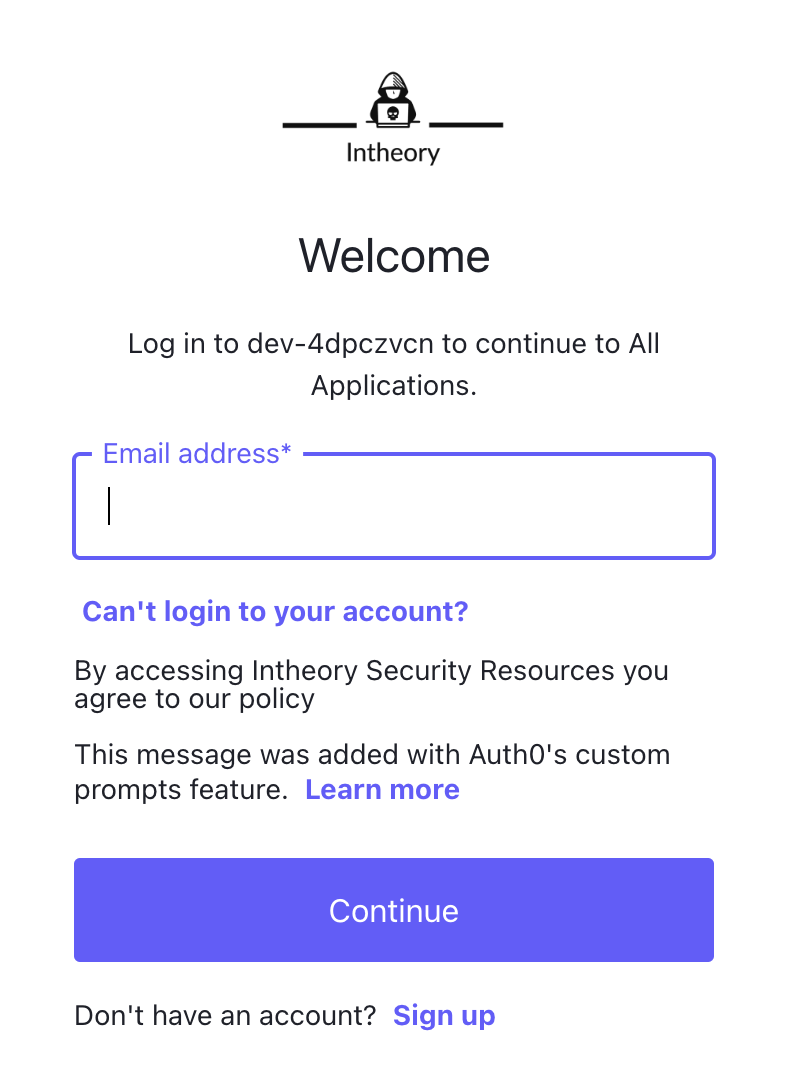 Intheory
Welcome
Log in to dev-4dpczvcn to continue to All
Applications.
Email address*
Can't login to your account?
By accessing Intheory Security Resources you
agree to our policy
This message was added with Auth0's custom
prompts feature. Learn more
Continue
Don't have an account? Sign up